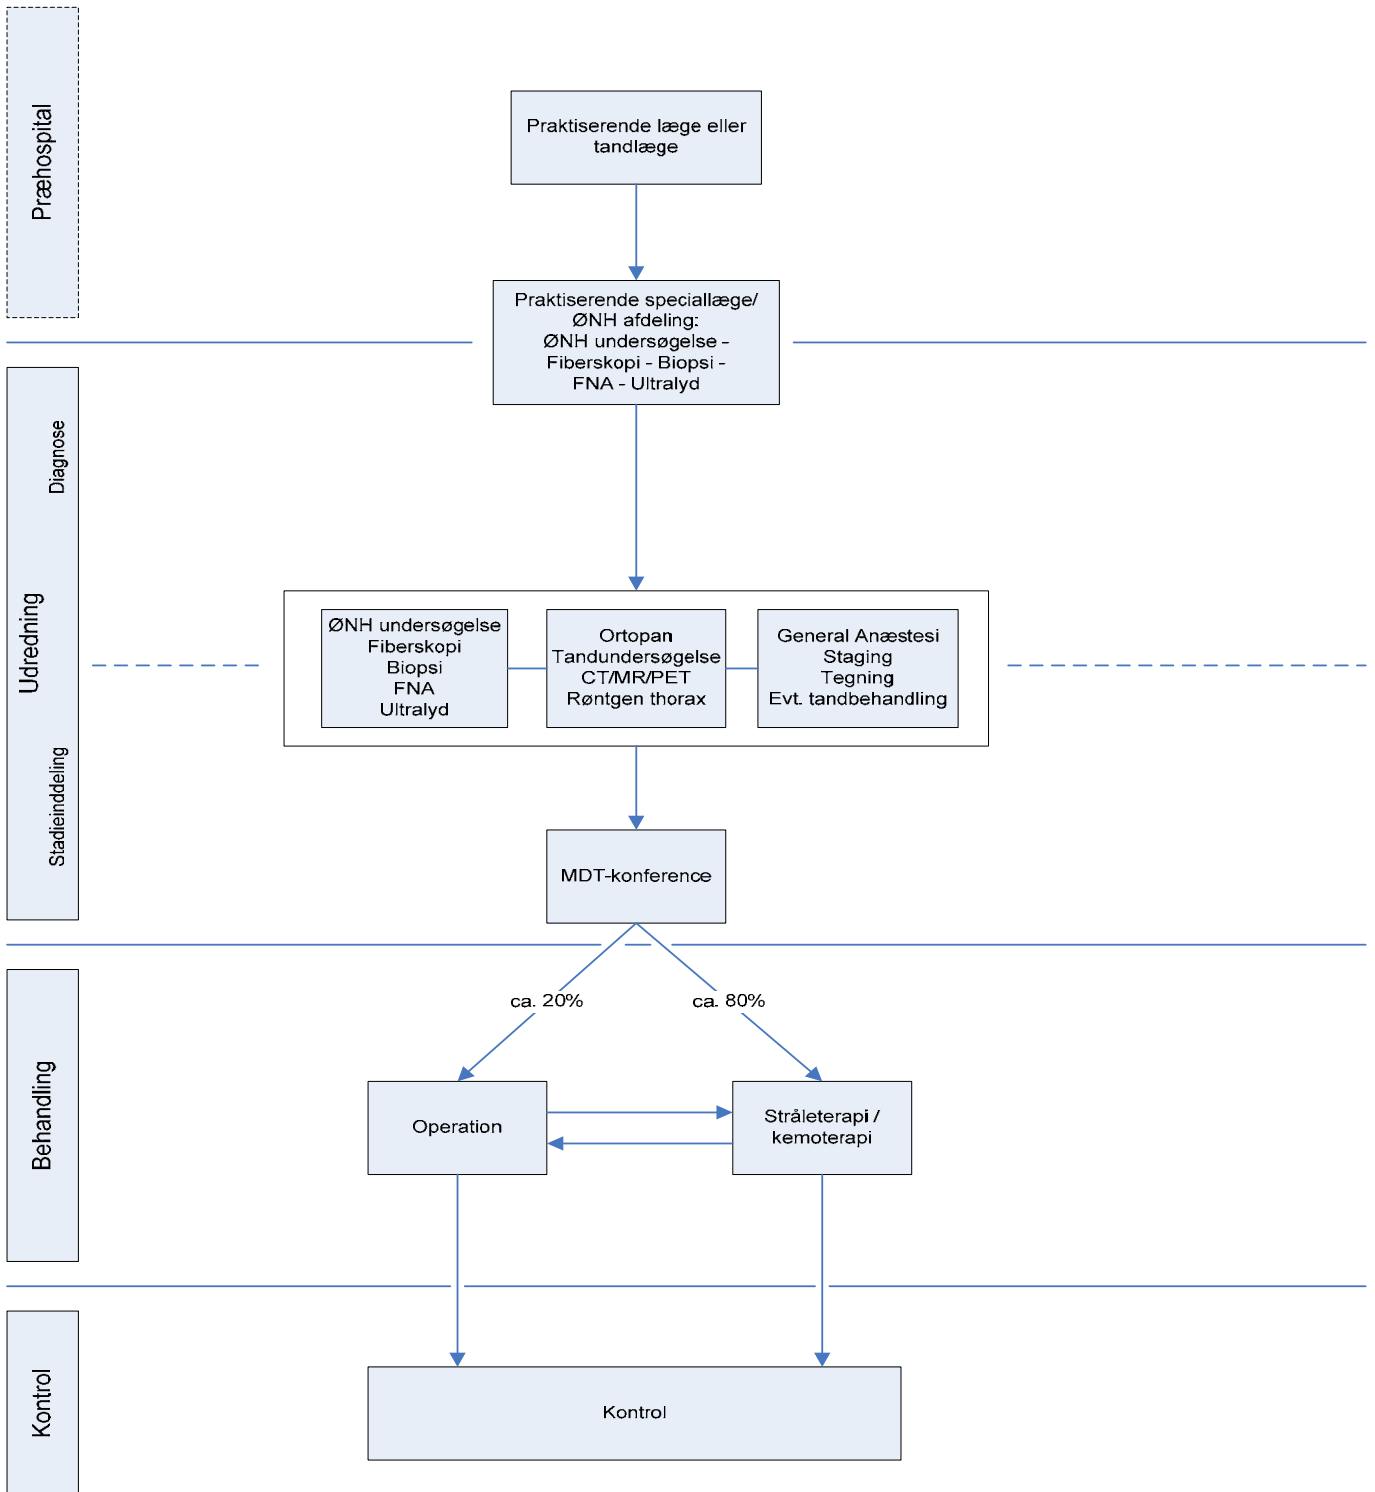 Præhospital
Praktiserende læge eller
tandlæge
Praktiserende speciallæge/
ØNH afdeling:
ØNH undersøgelse -
Fiberskopi - Biopsi -
FNA - Ultralyd
Udredning
Diagnose
Stadieinddeling
ØNH undersøgelse
Fiberskopi
Biopsi
FNA
Ultralyd
Ortopan
Tandundersøgelse
CT/MR/PET
Røntgen thorax
General Anæstesi
Staging
Tegning
Evt. tandbehandling
MDT-konference
Behandling
ca. 20%
ca. 80%
Operation
Stråleterapi /
kemoterapi
Kontrol
Kontrol